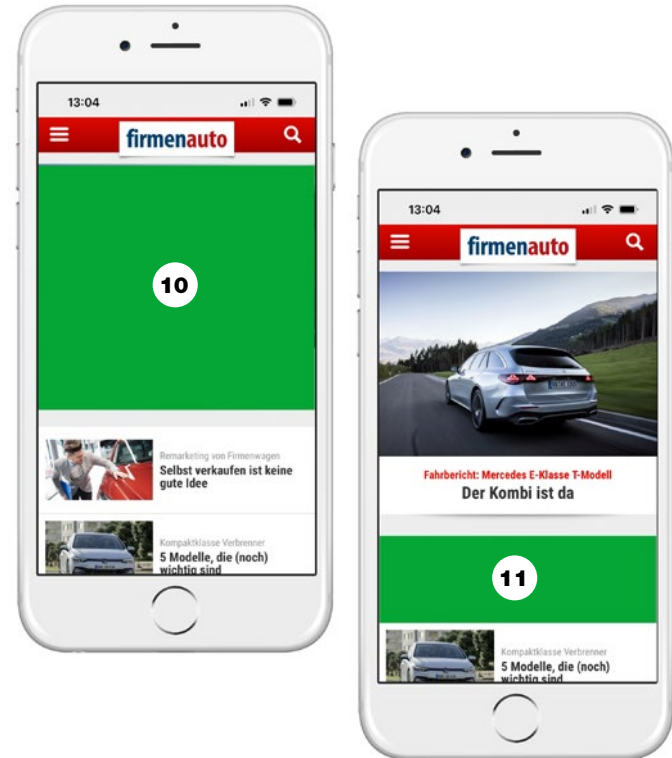 13:04
firmenauto
10
Remarketing von Firmenwagen
Selbst verkaufen ist keine
gute Idee
Kompaktklasse Verbrenner
5 Modelle, die (noch)
wichtig sind
13:04
firmenauto
Fahrbericht: Mercedes E-Klasse T-Modell
Der Kombi ist da
11
Kompaktklasse Verbrenner
5 Modelle, die (noch)
wichtig sind